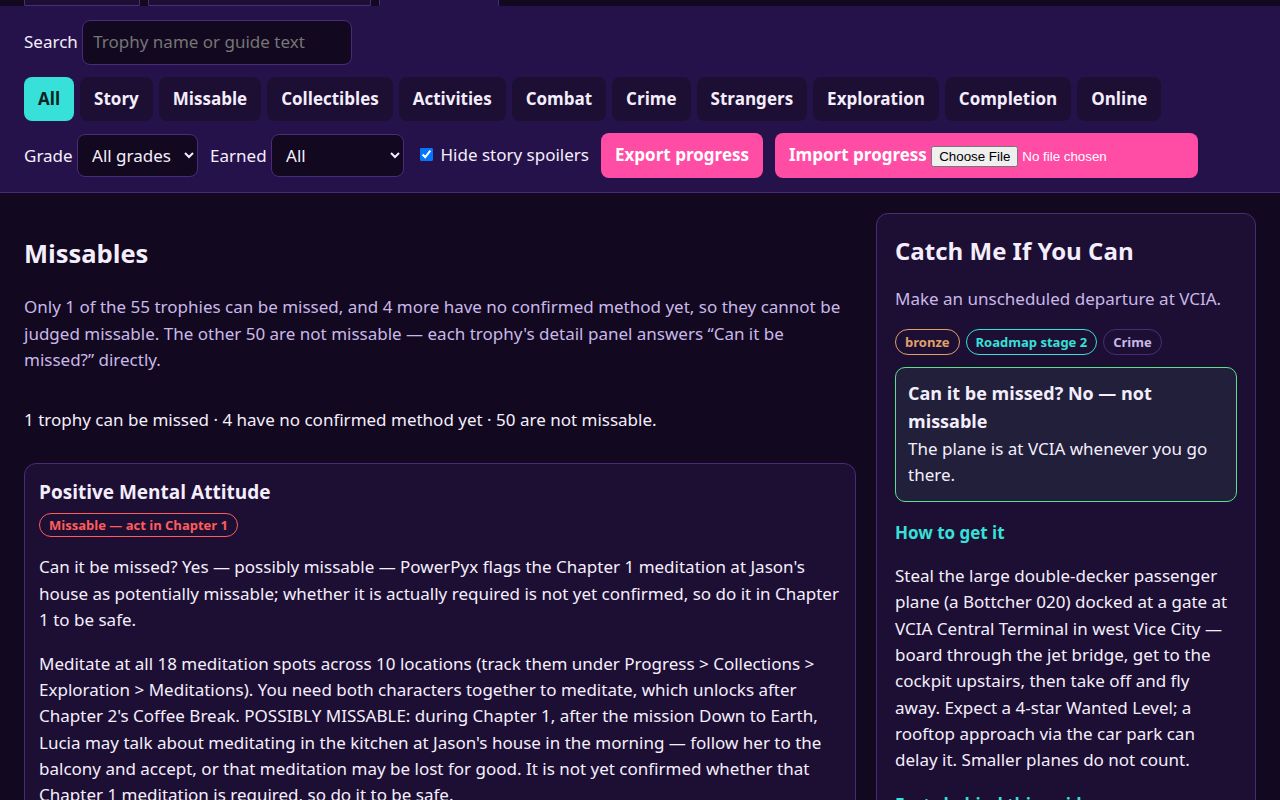 Search Trophy name or guide text
All Story Missable Collectibles Activities Combat Crime Strangers Exploration Completion Online
Grade All grades Earned All Hide story spoilers Export progress Import progress Choose File No file chosen
Missables
Only 1 of the 55 trophies can be missed, and 4 more have no confirmed method yet, so they cannot be
judged missable. The other 50 are not missable — each trophy's detail panel answers “Can it be
missed?” directly.
1 trophy can be missed · 4 have no confirmed method yet · 50 are not missable.
Positive Mental Attitude
Missable — act in Chapter 1
Can it be missed? Yes — possibly missable — PowerPyx flags the Chapter 1 meditation at Jason's
house as potentially missable; whether it is actually required is not yet confirmed, so do it in Chapter
1 to be safe.
Meditate at all 18 meditation spots across 10 locations (track them under Progress > Collections >
Exploration > Meditations). You need both characters together to meditate, which unlocks after
Chapter 2's Coffee Break. POSSIBLY MISSABLE: during Chapter 1, after the mission Down to Earth,
Lucia may talk about meditating in the kitchen at Jason's house in the morning — follow her to the
balcony and accept, or that meditation may be lost for good. It is not yet confirmed whether that
Chapter 1 meditation is required, so do it to be safe.
Catch Me If You Can
Make an unscheduled departure at VCIA.
bronze Roadmap stage 2 Crime
Can it be missed? No — not
missable
The plane is at VCIA whenever you go
there.
How to get it
Steal the large double-decker passenger
plane (a Bottcher 020) docked at a gate at
VCIA Central Terminal in west Vice City —
board through the jet bridge, get to the
cockpit upstairs, then take off and fly
away. Expect a 4-star Wanted Level; a
rooftop approach via the car park can
delay it. Smaller planes do not count.